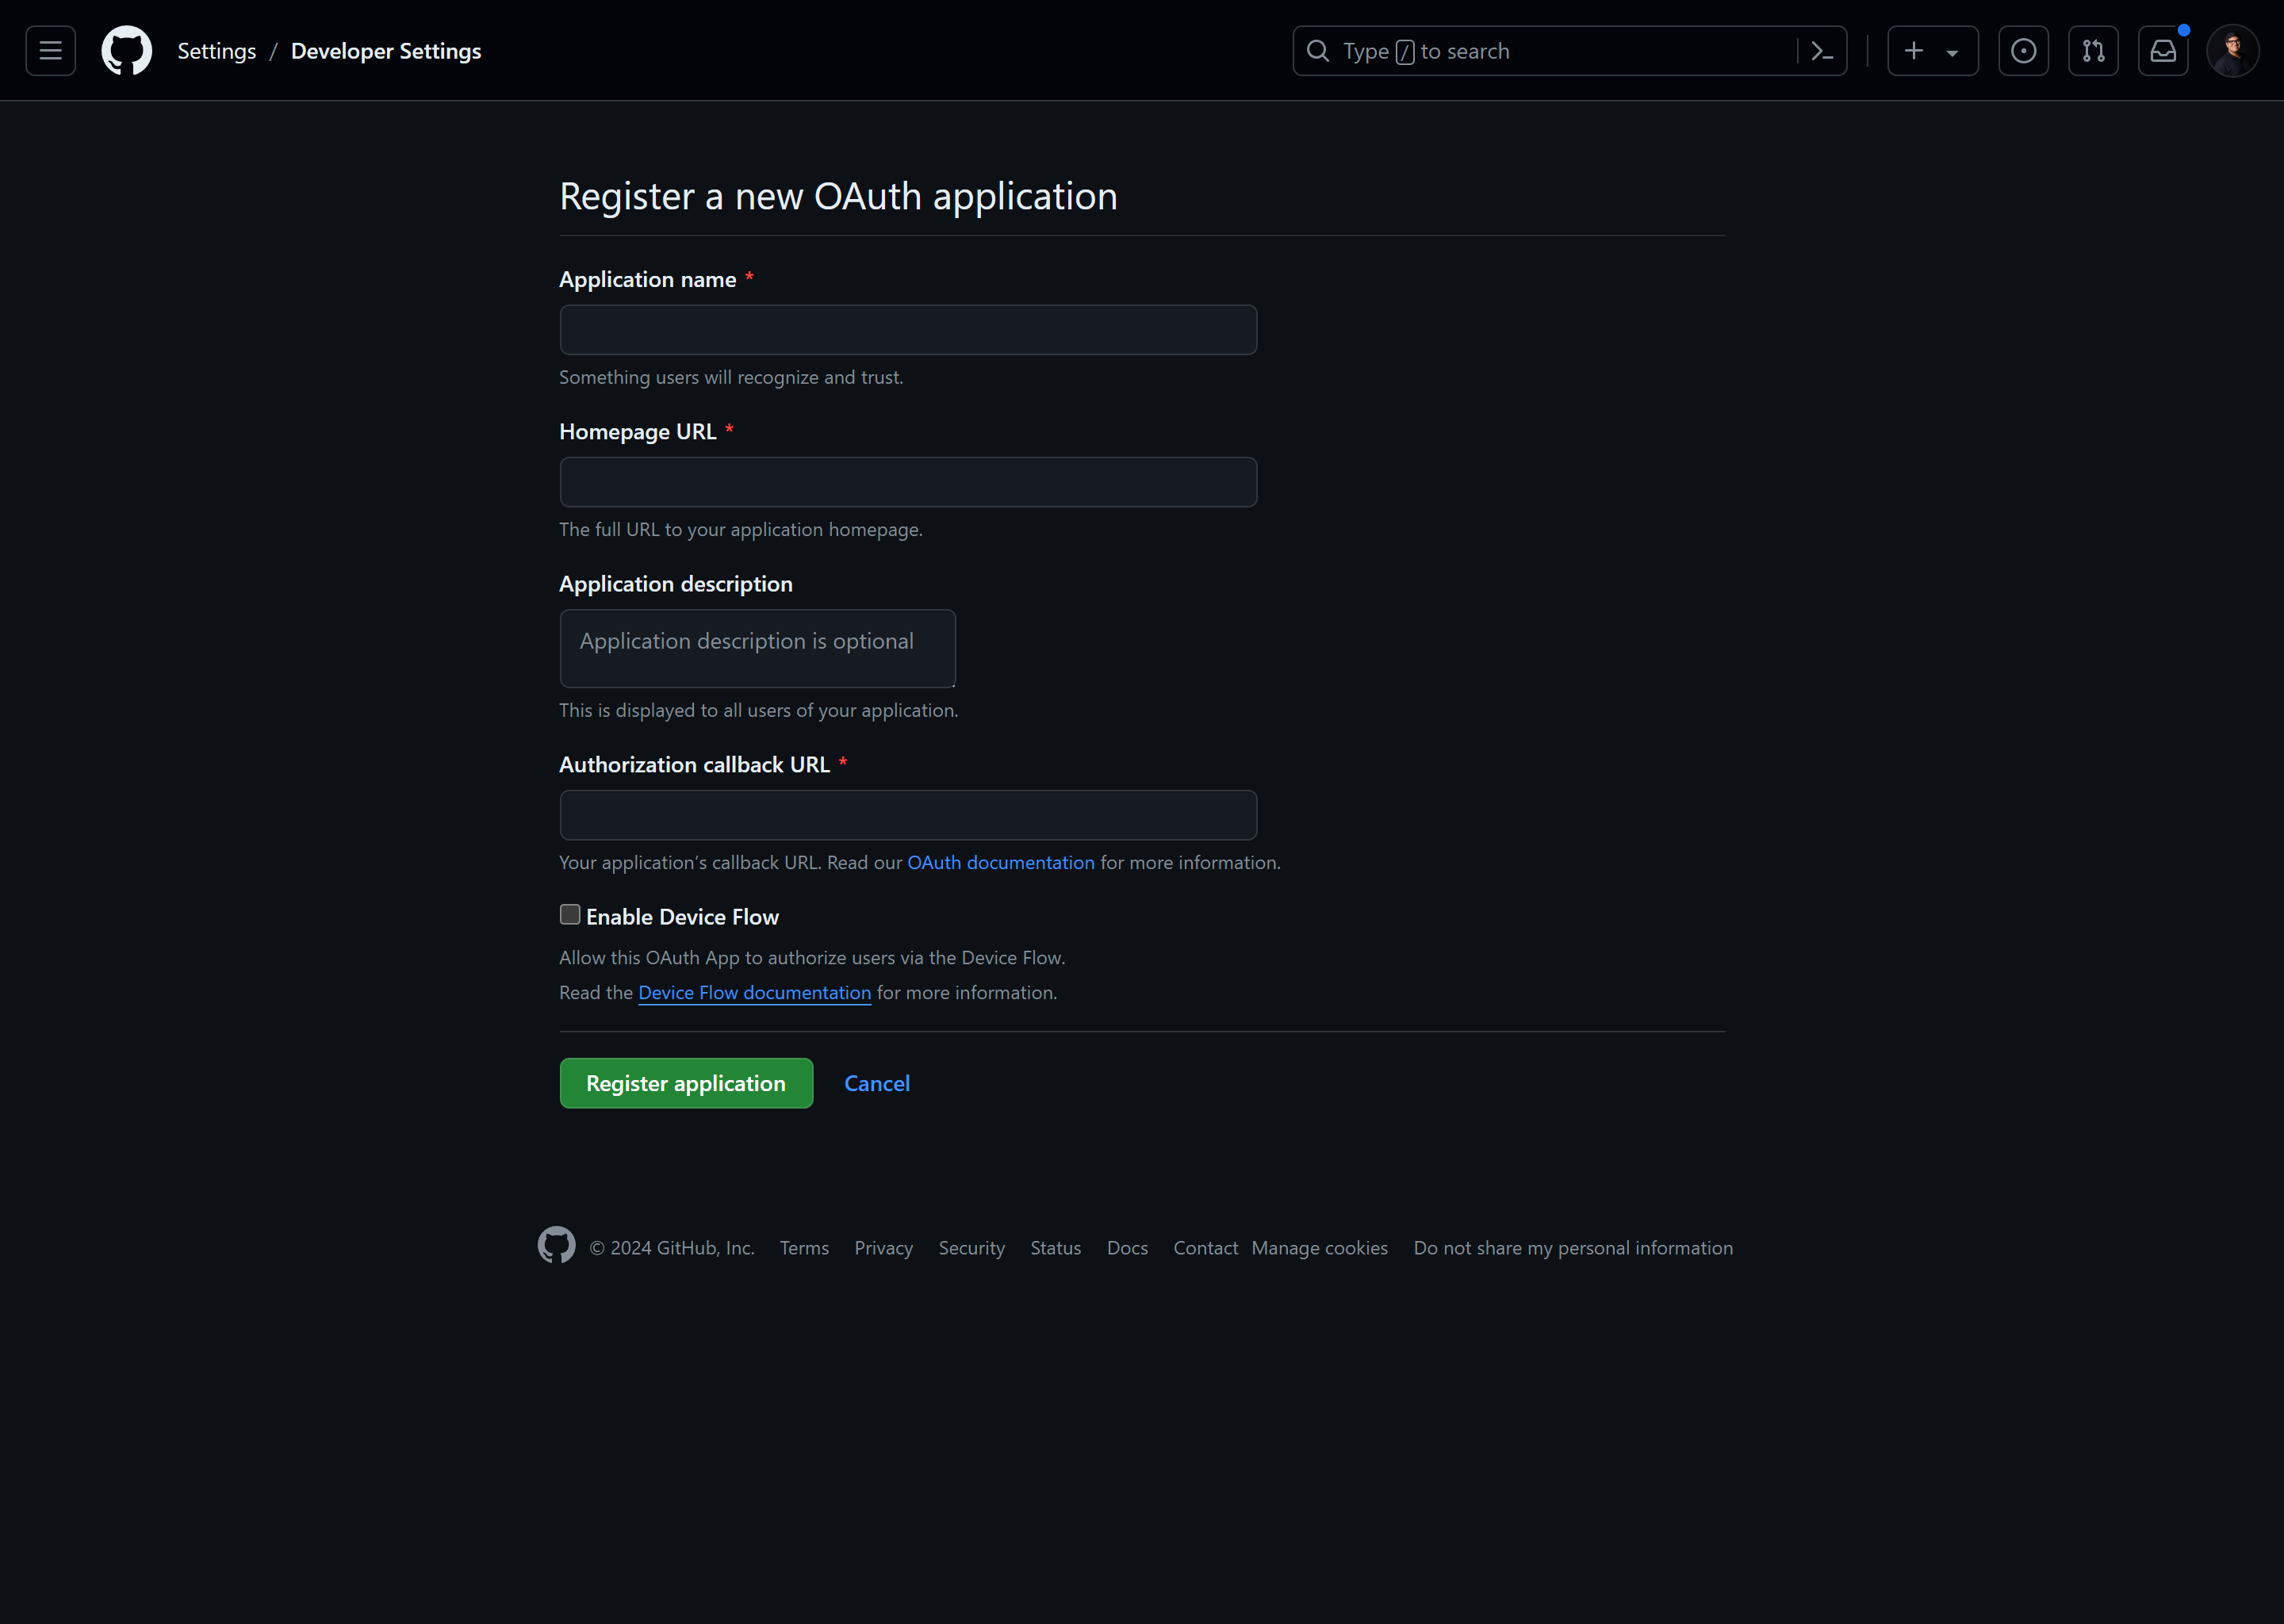 Settings / Developer Settings
Type / to search
Register a new OAuth application
Application name *
Something users will recognize and trust.
Homepage URL *
The full URL to your application homepage.
Application description
Application description is optional
This is displayed to all users of your application.
Authorization callback URL *
Your application’s callback URL. Read our OAuth documentation for more information.
Enable Device Flow
Allow this OAuth App to authorize users via the Device Flow.
Read the Device Flow documentation for more information.
Register application Cancel
© 2024 GitHub, Inc. Terms Privacy Security Status Docs Contact Manage cookies Do not share my personal information